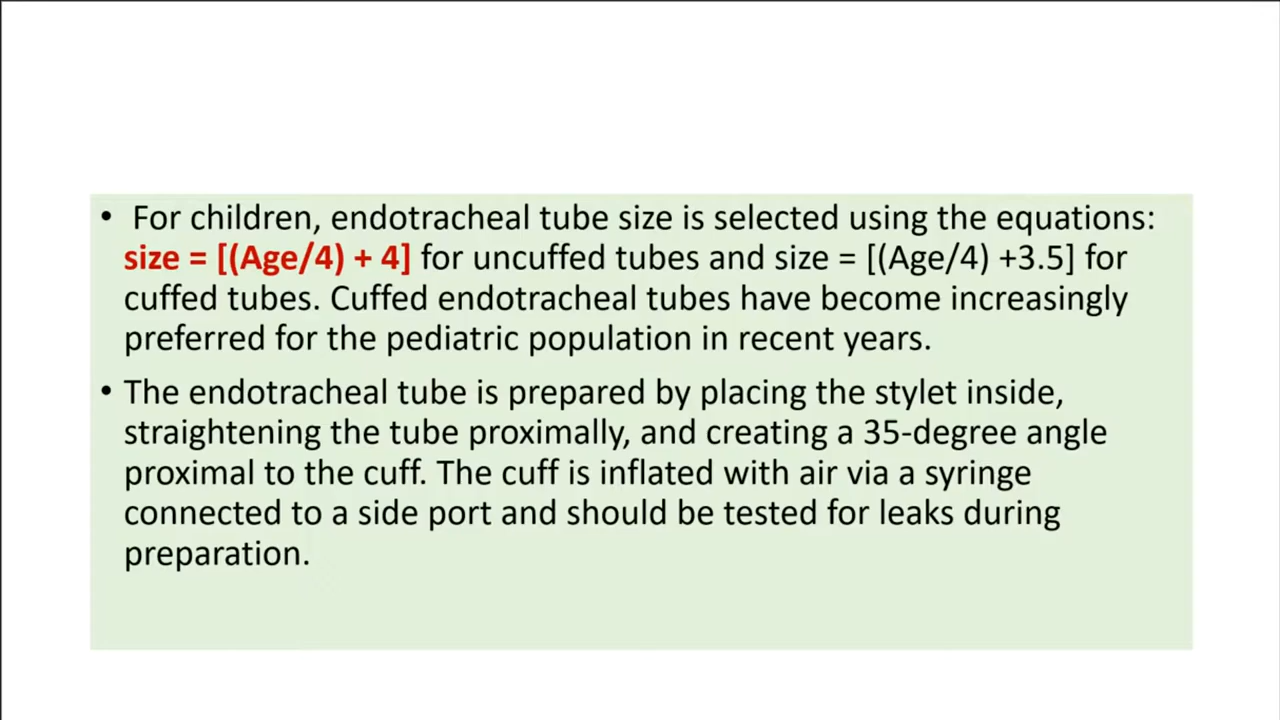 • For children, endotracheal tube size is selected using the equations:
size = [(Age/4) + 4] for uncuffed tubes and size = [(Age/4) +3.5] for
cuffed tubes. Cuffed endotracheal tubes have become increasingly
preferred for the pediatric population in recent years.
• The endotracheal tube is prepared by placing the stylet inside,
straightening the tube proximally, and creating a 35-degree angle
proximal to the cuff. The cuff is inflated with air via a syringe
connected to a side port and should be tested for leaks during
preparation.